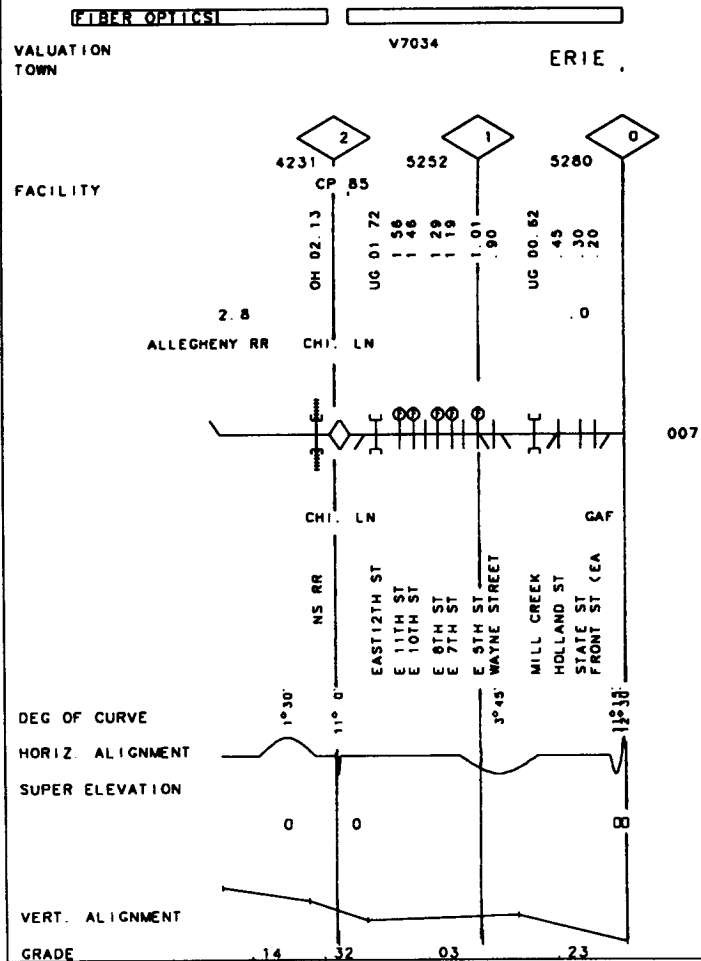 FIBER OPTICS
VALUATION V7034
TOWN ERIE
2 1 0
4231 5252 5280
FACILITY CP 85
OH 02.13
UG 01 72
1 56
1 46
1 29
1 19
1.01
.90
UG 00.62
.45
.30
.20
2.8 .0
ALLEGHENY RR CHI. LN
007
CHI. LN GAF
NS RR
EAST 12TH ST
E 11TH ST
E 10TH ST
E 8TH ST
E 7TH ST
E 5TH ST
WAYNE STREET
MILL CREEK
HOLLAND ST
STATE ST
FRONT ST (EA
DEG OF CURVE 1°30' 11° 0' 3°45'
HORIZ. ALIGNMENT
SUPER ELEVATION
0 0 00
VERT. ALIGNMENT
GRADE .14 .32 03 .23